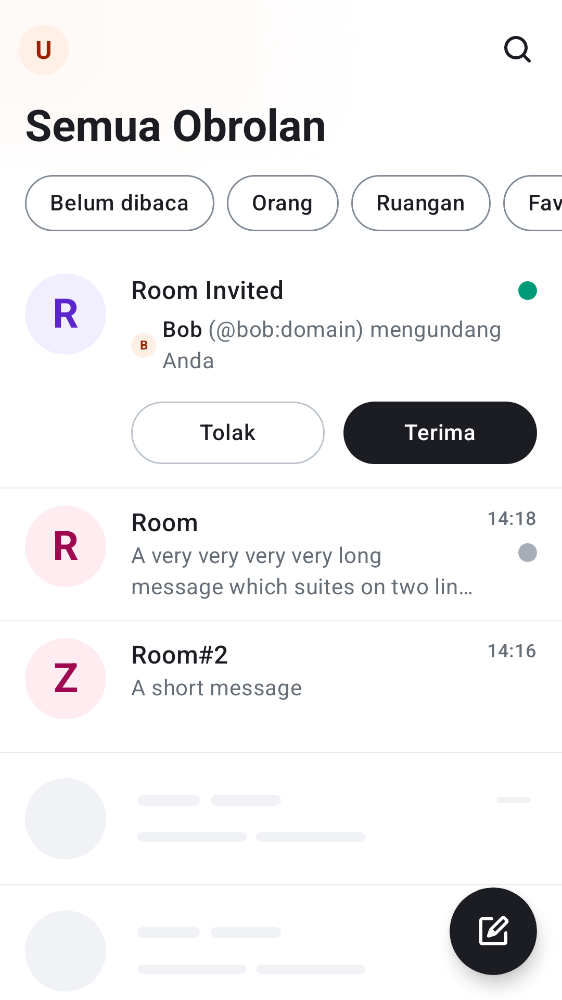 U
Semua Obrolan
Belum dibaca
Orang
Ruangan
Fav
R
Room Invited
B
Bob (@bob:domain) mengundang
Anda
Tolak
Terima
R
Room
14:18
A very very very very long
message which suites on two lin…
Z
Room#2
14:16
A short message